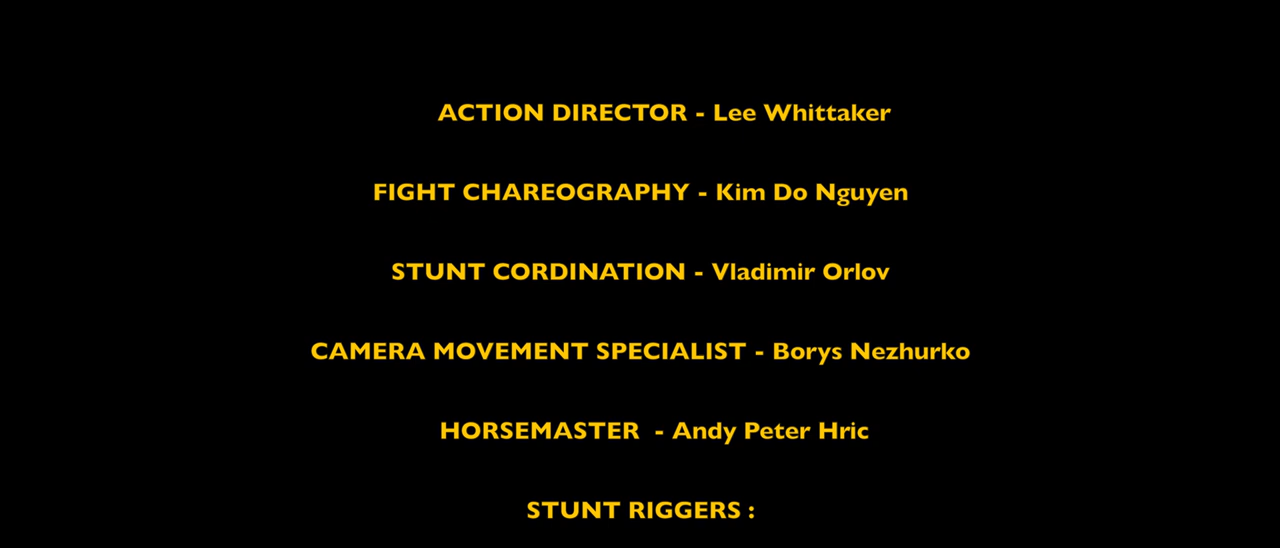 ACTION DIRECTOR - Lee Whittaker
FIGHT CHAREOGRAPHY - Kim Do Nguyen
STUNT CORDINATION - Vladimir Orlov
CAMERA MOVEMENT SPECIALIST - Borys Nezhurko
HORSEMASTER - Andy Peter Hric
STUNT RIGGERS :